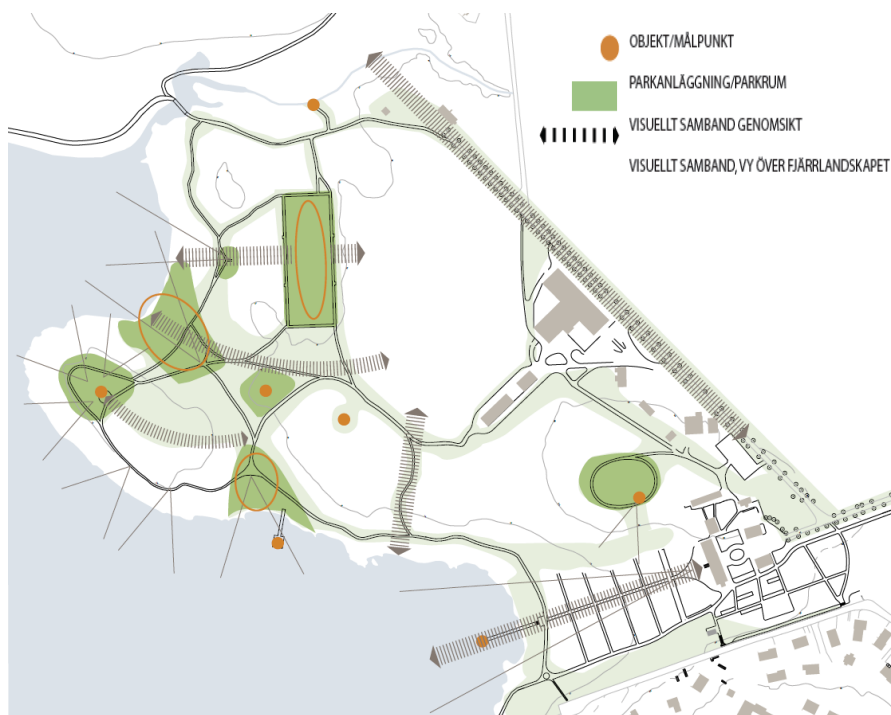 OBJEKT/MÅLPUNKT
PARKANLÄGGNING/PARKRUM
VISUELLT SAMBAND GENOMSIKT
VISUELLT SAMBAND, VY ÖVER FJÄRRLANDSKAPET